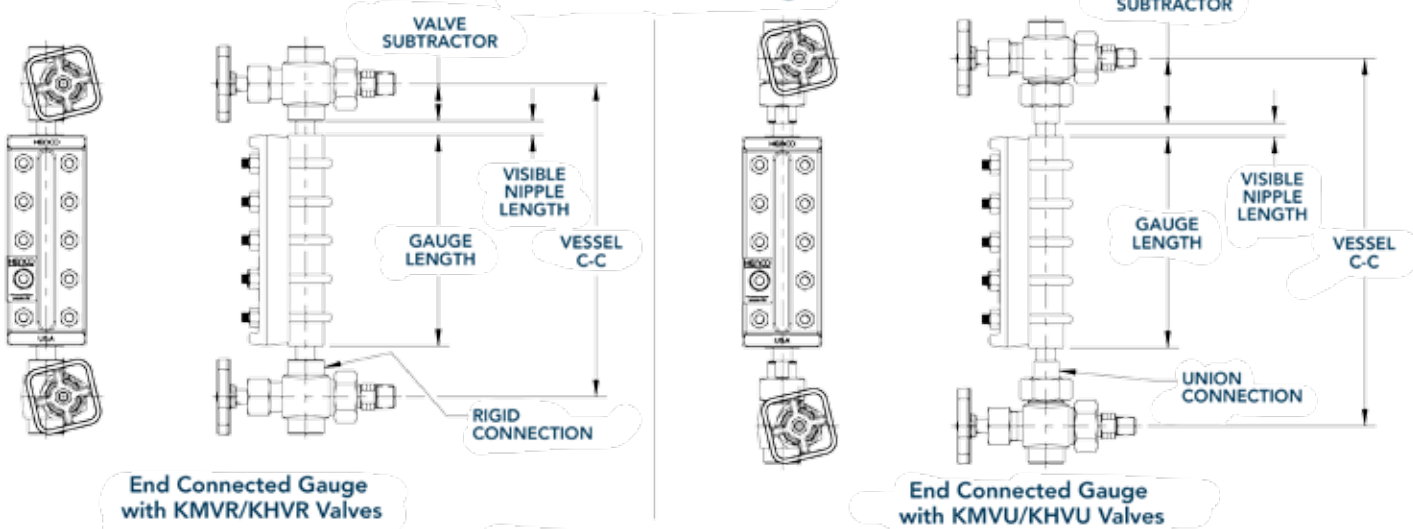 VALVE
SUBTRACTOR
VISIBLE
NIPPLE
LENGTH
GAUGE
LENGTH
VESSEL
C-C
RIGID
CONNECTION
USA
End Connected Gauge
with KMVR/KHVR Valves
SUBTRACTOR
VISIBLE
NIPPLE
LENGTH
GAUGE
LENGTH
VESSEL
C-C
UNION
CONNECTION
USA
End Connected Gauge
with KMVU/KHVU Valves